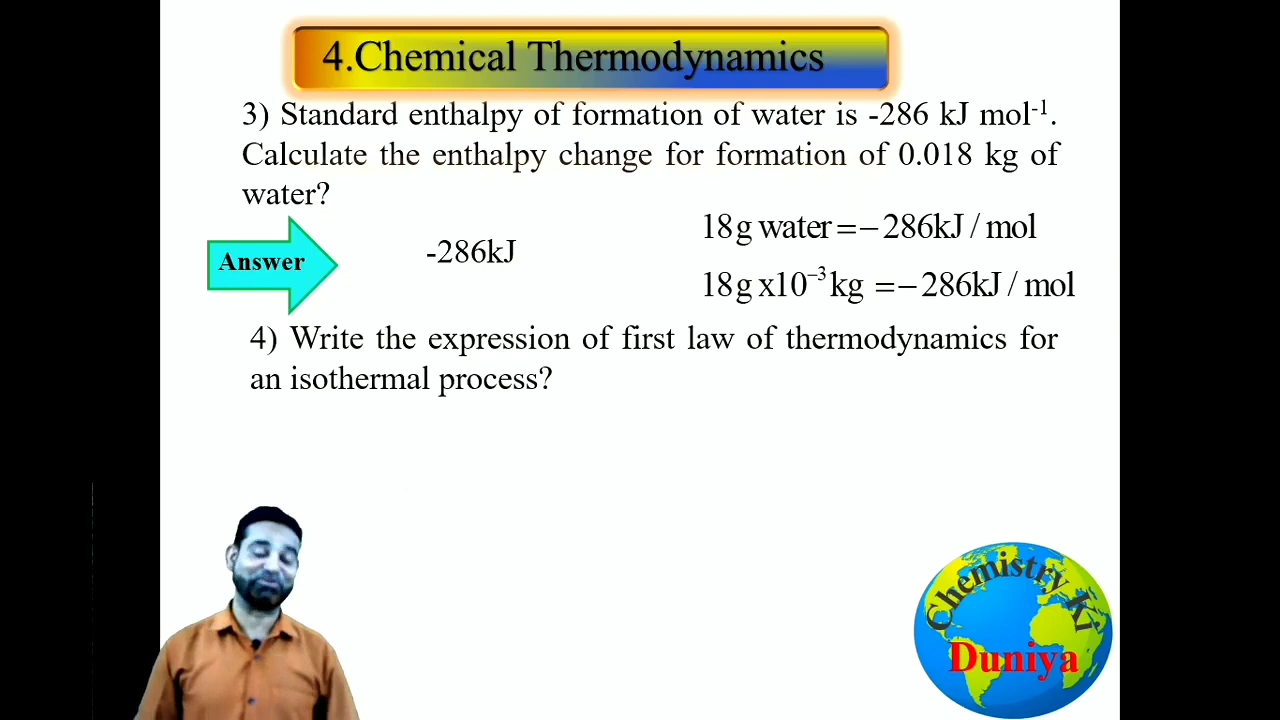 4.Chemical Thermodynamics
3) Standard enthalpy of formation of water is -286 kJ mol⁻¹.
Calculate the enthalpy change for formation of 0.018 kg of
water?
Answer
-286kJ
18g water = −286kJ / mol
18g x10⁻³ kg = −286kJ / mol
4) Write the expression of first law of thermodynamics for
an isothermal process?
Chemistry Ki
Duniya